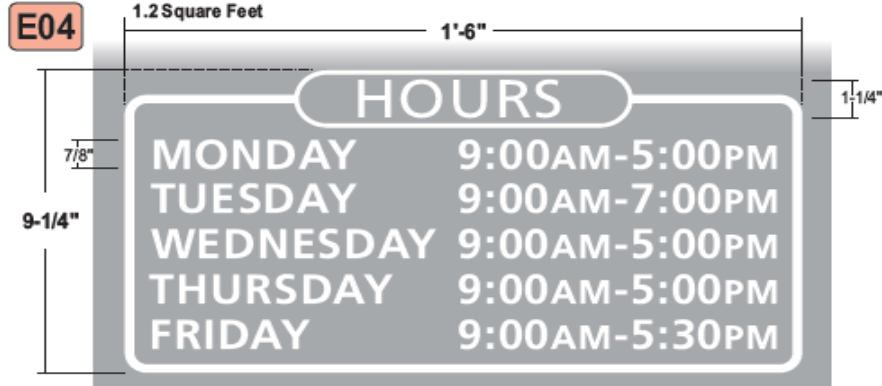 E04
1.2 Square Feet
1'-6"
HOURS
1-1/4"
MONDAY 9:00AM-5:00PM
7/8"
TUESDAY 9:00AM-7:00PM
9-1/4"
WEDNESDAY 9:00AM-5:00PM
THURSDAY 9:00AM-5:00PM
FRIDAY 9:00AM-5:30PM